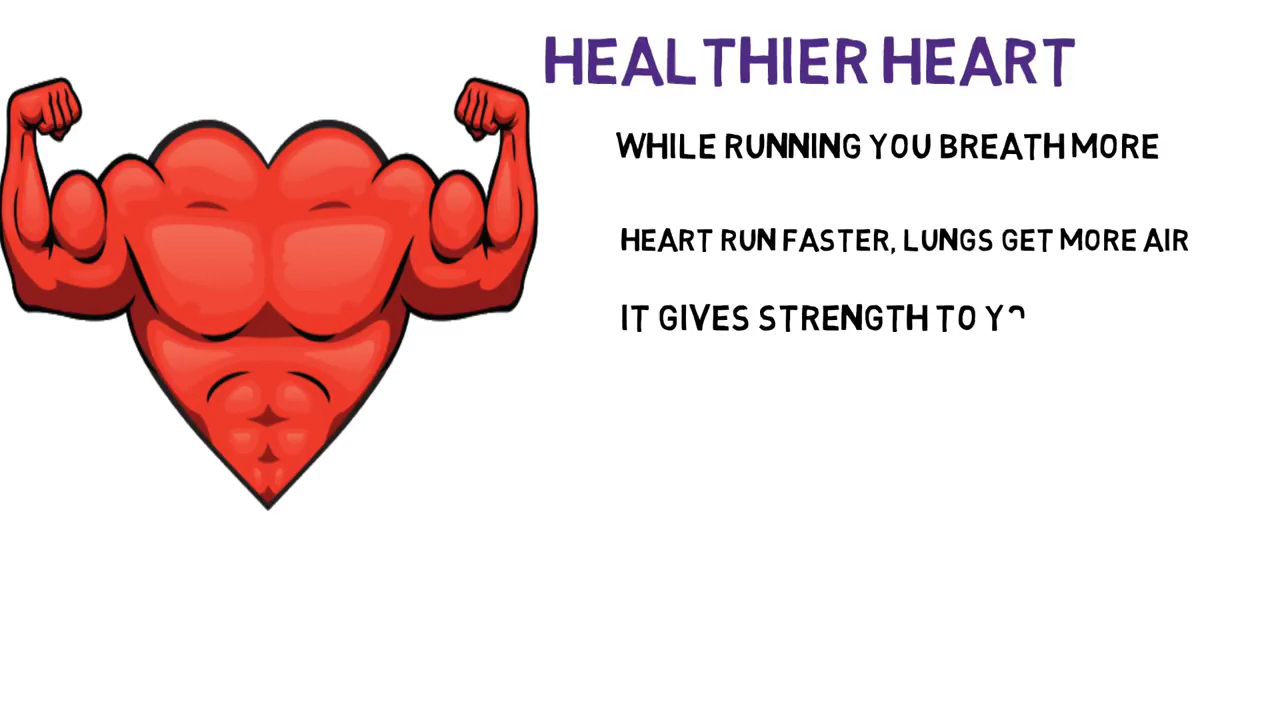 HEALTHIER HEART
WHILE RUNNING YOU BREATH MORE
HEART RUN FASTER, LUNGS GET MORE AIR
IT GIVES STRENGTH TO